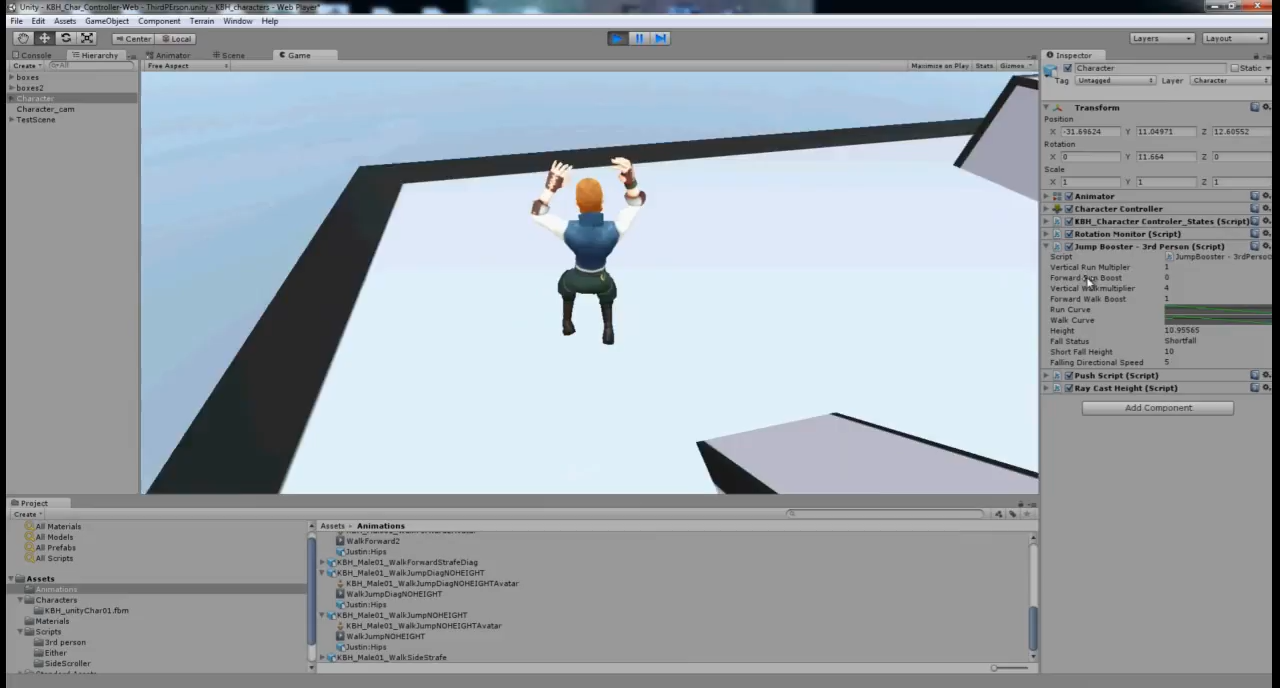 Unity - KBH_Char_Controller-Web - ThirdPErson.unity - KBH_characters - Web Player*
File Edit Assets GameObject Component Terrain Window Help
Center Local Layers Layout
Console Hierarchy Animator Scene Game Inspector
Create All Free Aspect Maximize on Play Stats Gizmos Character Static
boxes
boxes2
Character
Character_cam
TestScene
Tag Untagged Layer Character
Transform
Position
X -31.69624 Y 11.04971 Z 12.60552
Rotation
X 0 Y 11.664 Z 0
Scale
X 1 Y 1 Z 1
Animator
Character Controller
KBH_Character Controler_States (Script)
Rotation Monitor (Script)
Jump Booster - 3rd Person (Script)
Script JumpBooster - 3rdPerson
Vertical Run Multipler 1
Forward Run Boost 0
Vertical Walkmultiplier 4
Forward Walk Boost 1
Run Curve
Walk Curve
Height 10.95565
Fall Status Shortfall
Short Fall Height 10
Falling Directional Speed 5
Push Script (Script)
Ray Cast Height (Script)
Add Component
Project
Create
All Materials
All Models
All Prefabs
All Scripts
Assets
Animations
Characters
KBH_unityChar01.fbm
Materials
Scripts
3rd person
Either
SideScroller
Assets Animations
WalkForward2
Justin:Hips
KBH_Male01_WalkForwardStrafeDiag
KBH_Male01_WalkJumpDiagNOHEIGHT
KBH_Male01_WalkJumpDiagNOHEIGHTAvatar
WalkJumpDiagNOHEIGHT
Justin:Hips
KBH_Male01_WalkJumpNOHEIGHT
KBH_Male01_WalkJumpNOHEIGHTAvatar
WalkJumpNOHEIGHT
Justin:Hips
KBH_Male01_WalkSideStrafe